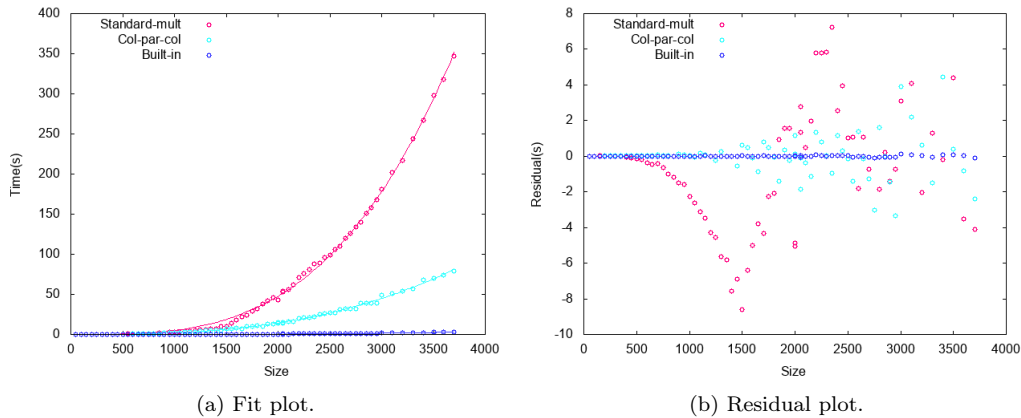 Standard-mult
Col-par-col
Built-in
Time(s)
400
350
300
250
200
150
100
50
0
0 500 1000 1500 2000 2500 3000 3500 4000
Size
(a) Fit plot.
Standard-mult
Col-par-col
Built-in
Residual(s)
8
6
4
2
0
-2
-4
-6
-8
-10
0 500 1000 1500 2000 2500 3000 3500 4000
Size
(b) Residual plot.